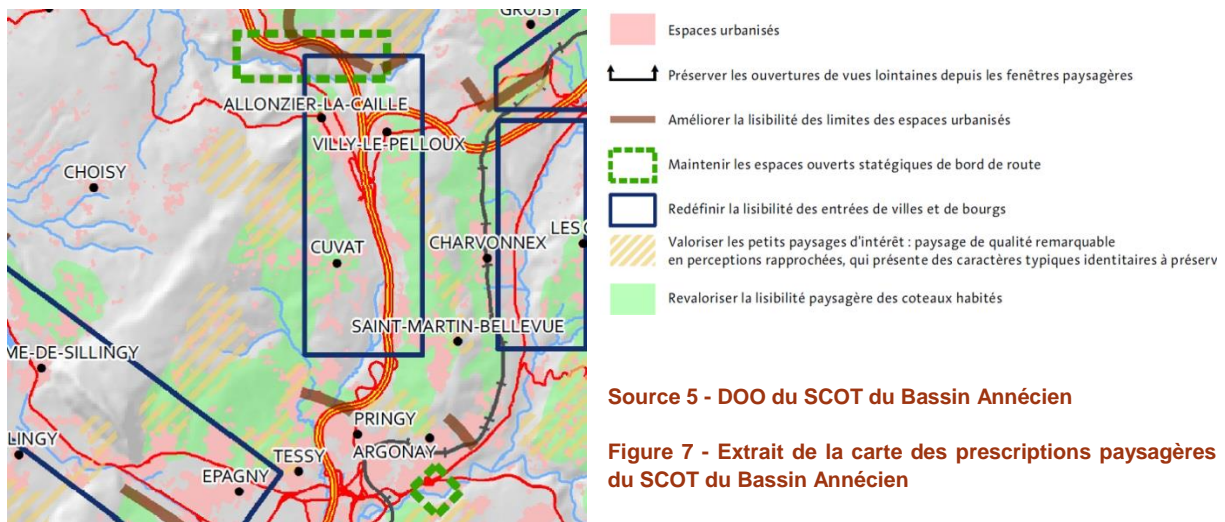 GROISY
ALLONZIER-LA-CAILLE
VILLY-LE-PELLOUX
CHOISY
LES
CUVAT
CHARVONNEX
SAINT-MARTIN-BELLEVUE
ME-DE-SILLINGY
PRINGY
LINGY
TESSY
ARGONAY
EPAGNY
Espaces urbanisés
Préserver les ouvertures de vues lointaines depuis les fenêtres paysagères
Améliorer la lisibilité des limites des espaces urbanisés
Maintenir les espaces ouverts statégiques de bord de route
Redéfinir la lisibilité des entrées de villes et de bourgs
Valoriser les petits paysages d'intérêt : paysage de qualité remarquable
en perceptions rapprochées, qui présente des caractères typiques identitaires à préserv
Revaloriser la lisibilité paysagère des coteaux habités
Source 5 - DOO du SCOT du Bassin Annécien
Figure 7 - Extrait de la carte des prescriptions paysagères
du SCOT du Bassin Annécien